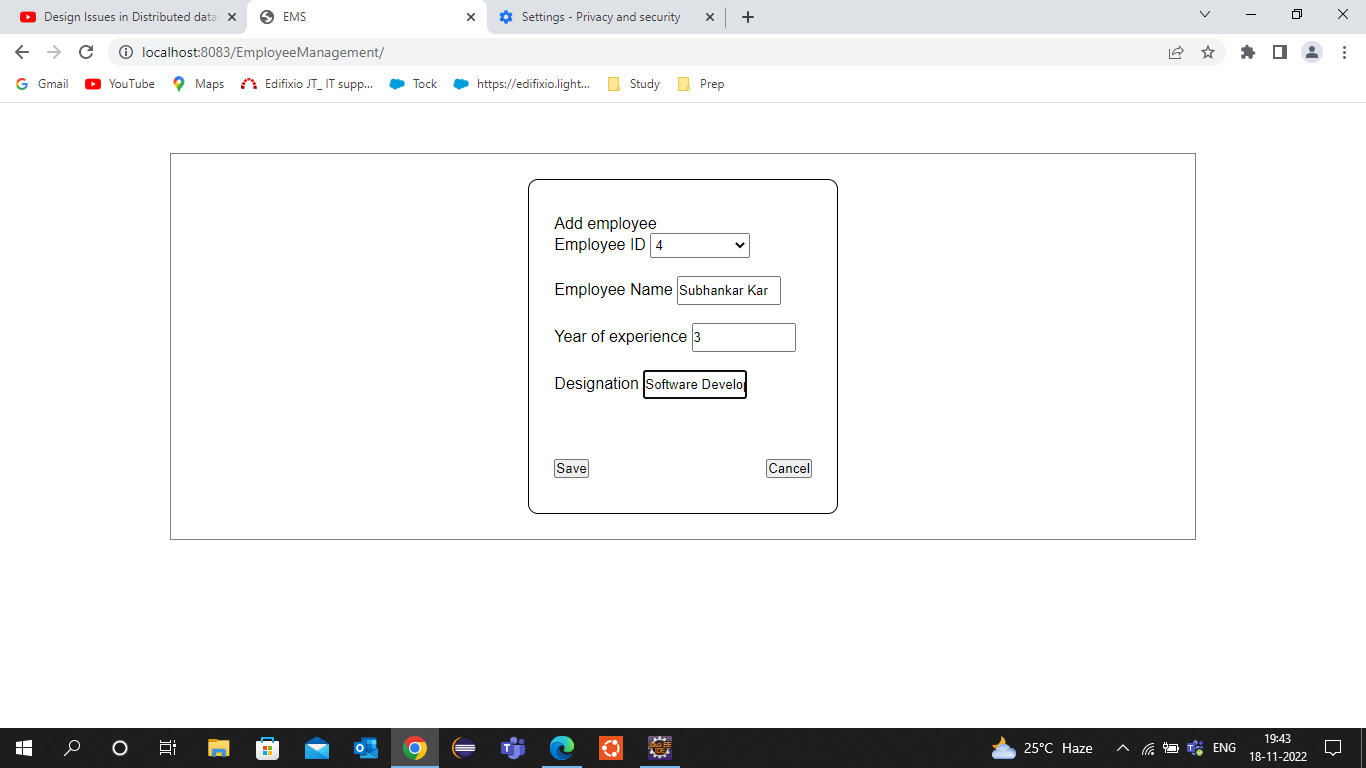 Design Issues in Distributed data
EMS
Settings - Privacy and security
localhost:8083/EmployeeManagement/
Gmail YouTube Maps Edifixio JT_ IT supp... Tock https://edifixio.light... Study Prep
Add employee
Employee ID 4
Employee Name Subhankar Kar
Year of experience 3
Designation Software Develop
Save Cancel
25°C Haze ENG 19:43
18-11-2022